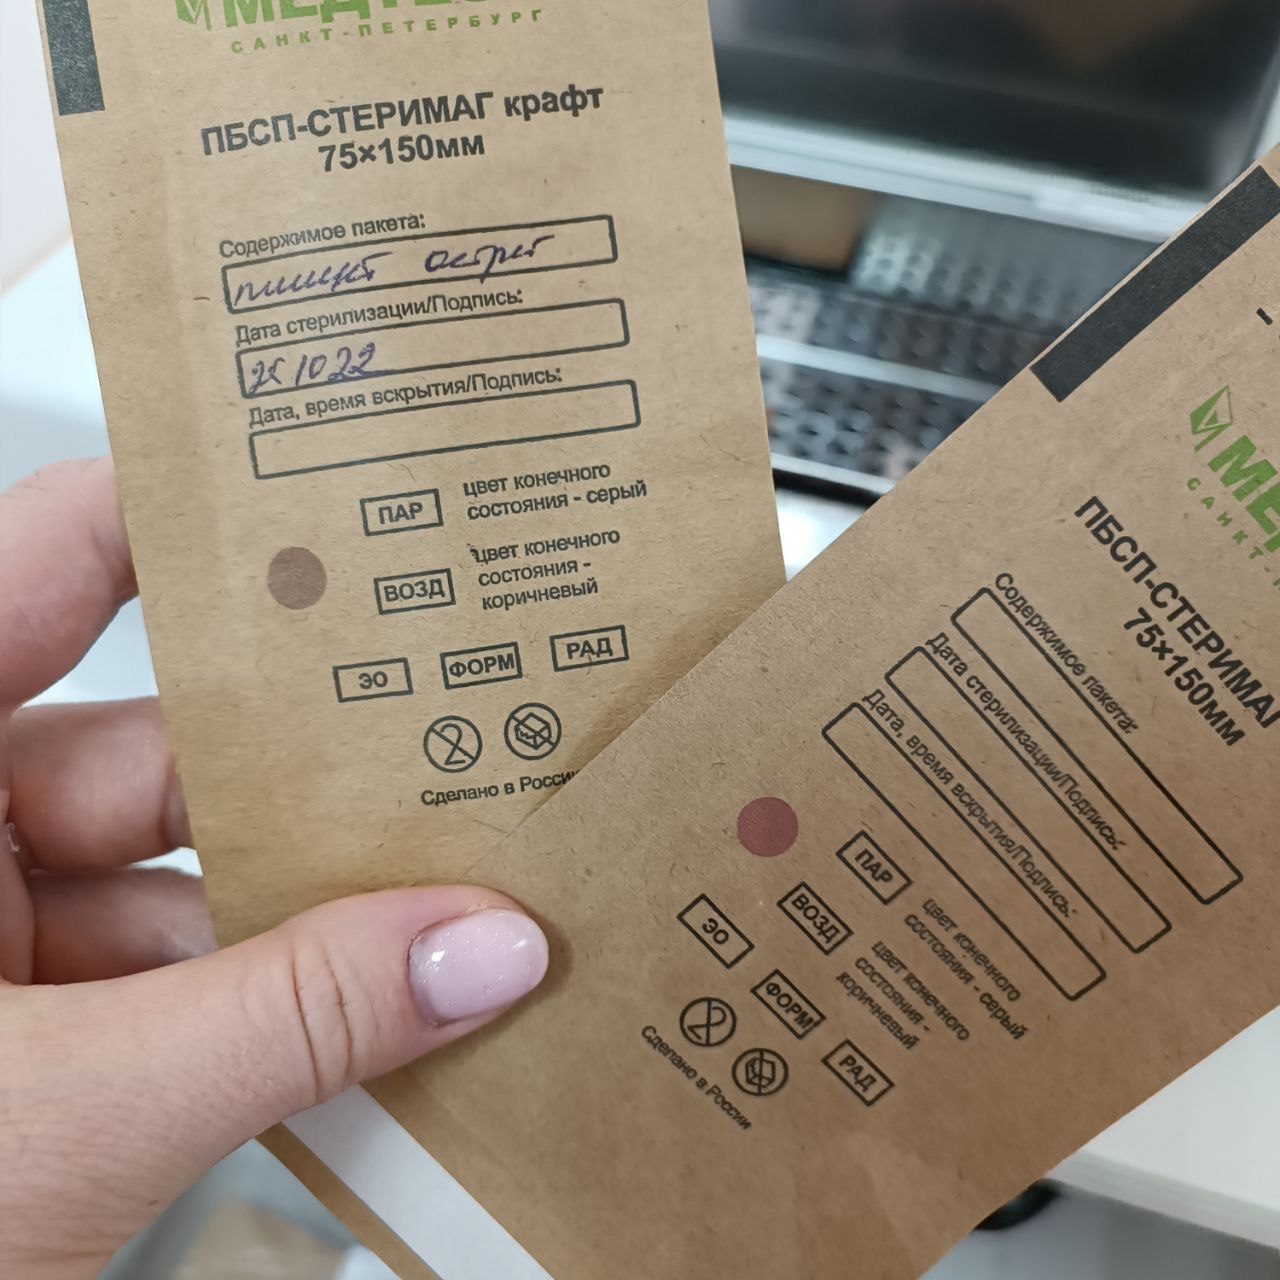 САНКТ-ПЕТЕРБУРГ
ПБСП-СТЕРИМАГ крафт
75×150мм
Содержимое пакета:
Дата стерилизации/Подпись:
1022
Дата, время вскрытия/Подпись:
ПАР
цвет конечного
состояния - серый
ВОЗД
цвет конечного
состояния -
коричневый
ЭО
ФОРМ
РАД
2
Сделано в России
ПБСП-СТЕРИМАГ
75×150мм
Содержимое пакета:
Дата стерилизации/Подпись:
Дата, время вскрытия/Подпись:
ПАР
цвет конечного
состояния - серый
ВОЗД
цвет конечного
состояния -
коричневый
ЭО
ФОРМ
РАД
2
Сделано в России